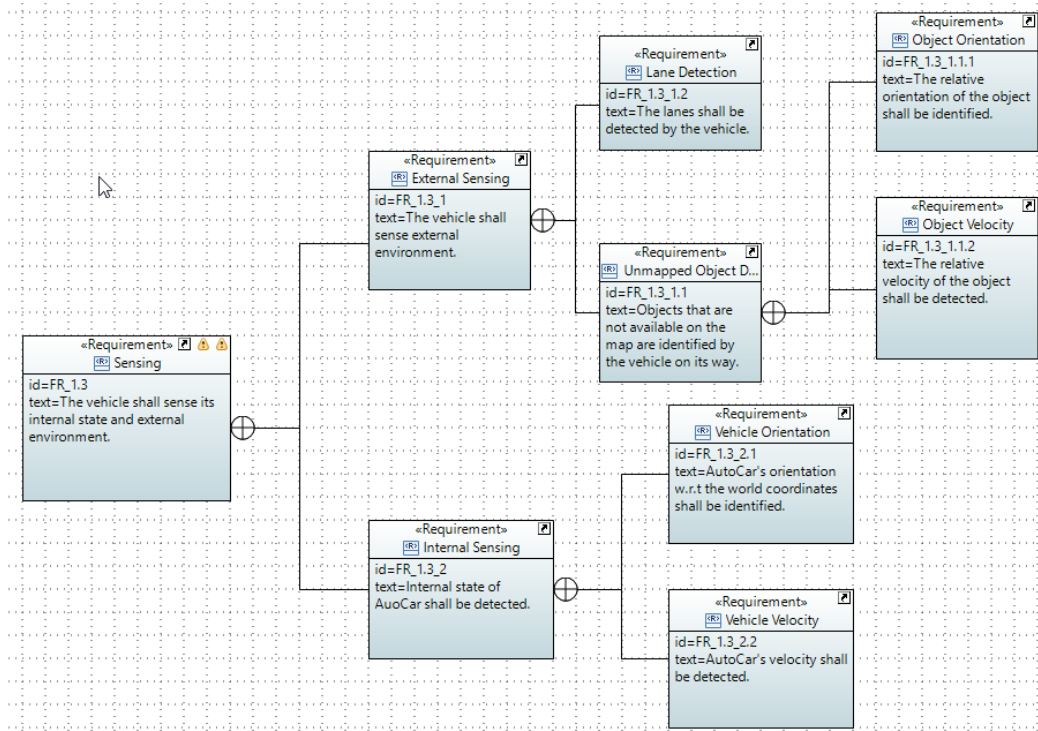 «Requirement»
Sensing
id=FR_1.3
text=The vehicle shall sense its
internal state and external
environment.
«Requirement»
External Sensing
id=FR_1.3_1
text=The vehicle shall
sense external
environment.
«Requirement»
Lane Detection
id=FR_1.3_1.2
text=The lanes shall be
detected by the vehicle.
«Requirement»
Unmapped Object D...
id=FR_1.3_1.1
text=Objects that are
not available on the
map are identified by
the vehicle on its way.
«Requirement»
Object Orientation
id=FR_1.3_1.1.1
text=The relative
orientation of the object
shall be identified.
«Requirement»
Object Velocity
id=FR_1.3_1.1.2
text=The relative
velocity of the object
shall be detected.
«Requirement»
Internal Sensing
id=FR_1.3_2
text=Internal state of
AuoCar shall be detected.
«Requirement»
Vehicle Orientation
id=FR_1.3_2.1
text=AutoCar's orientation
w.r.t the world coordinates
shall be identified.
«Requirement»
Vehicle Velocity
id=FR_1.3_2.2
text=AutoCar's velocity shall
be detected.